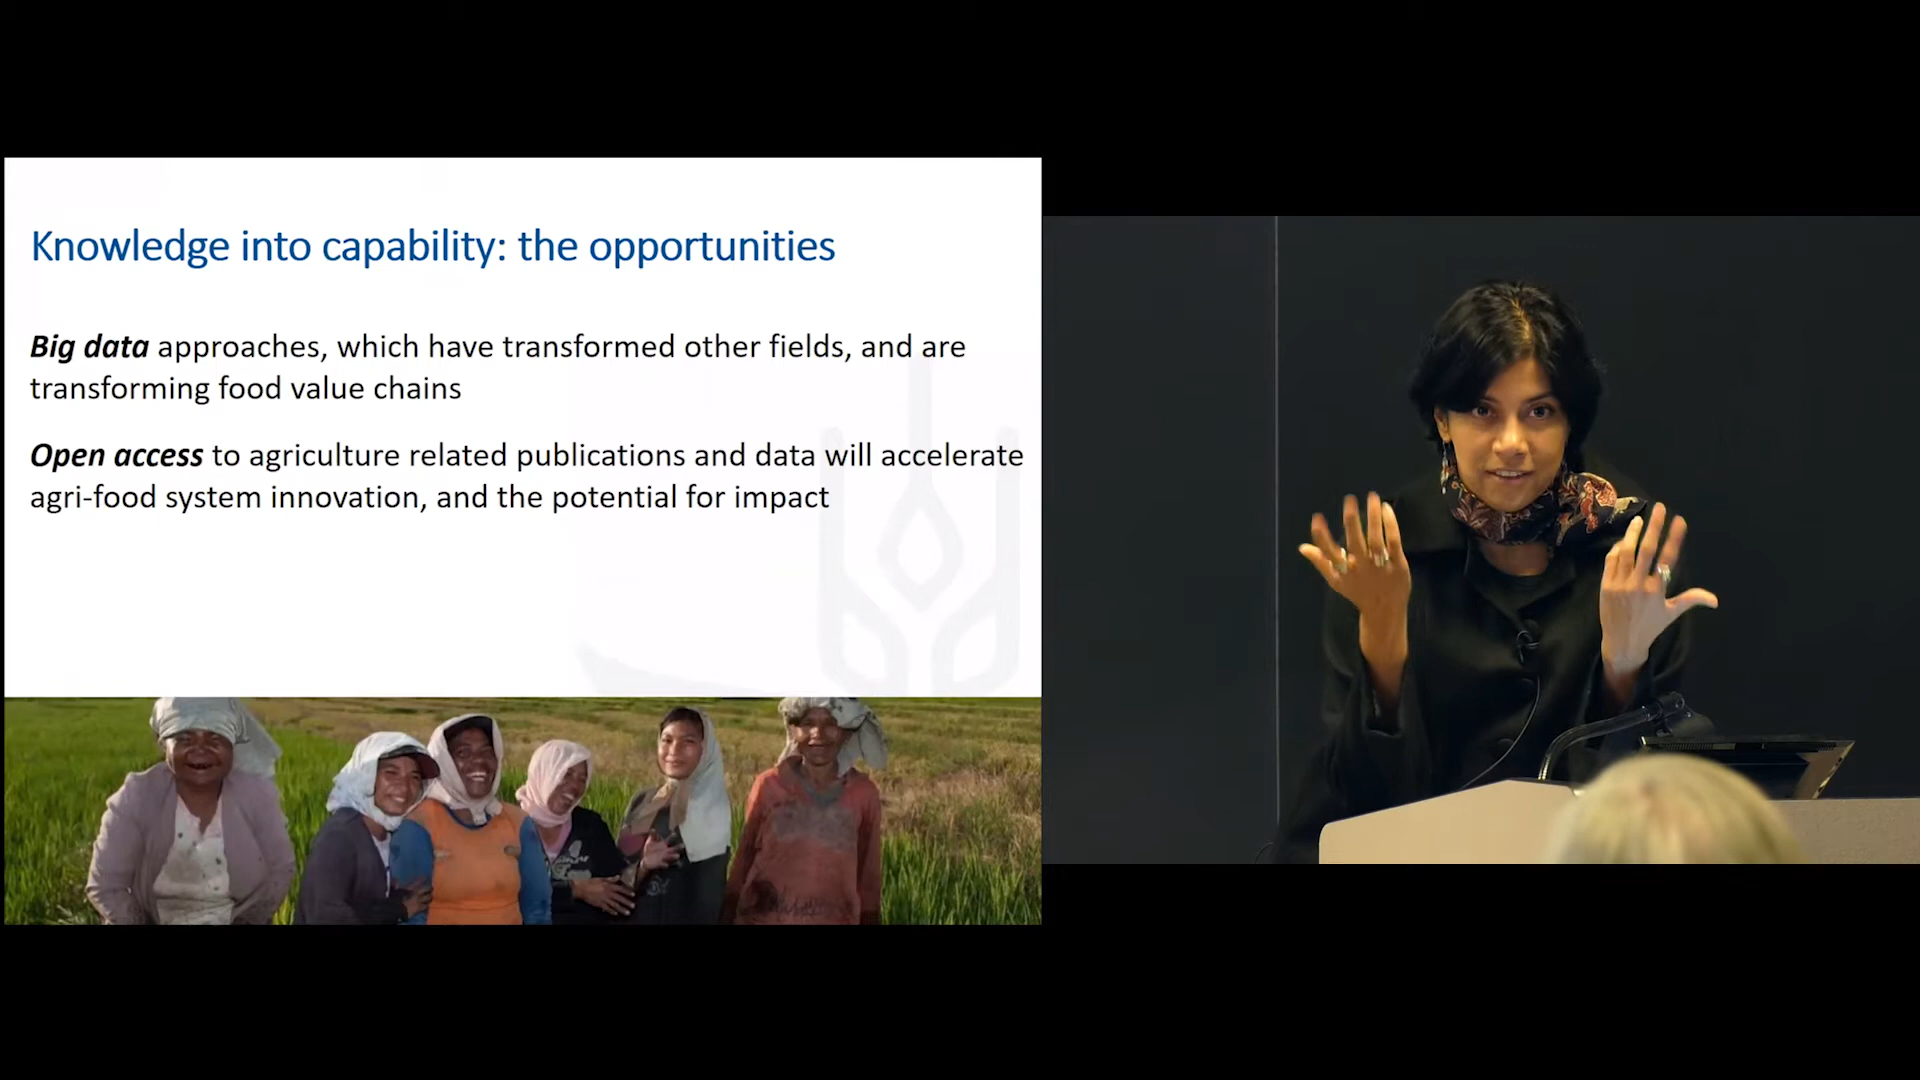 Knowledge into capability: the opportunities
Big data approaches, which have transformed other fields, and are
transforming food value chains
Open access to agriculture related publications and data will accelerate
agri-food system innovation, and the potential for impact